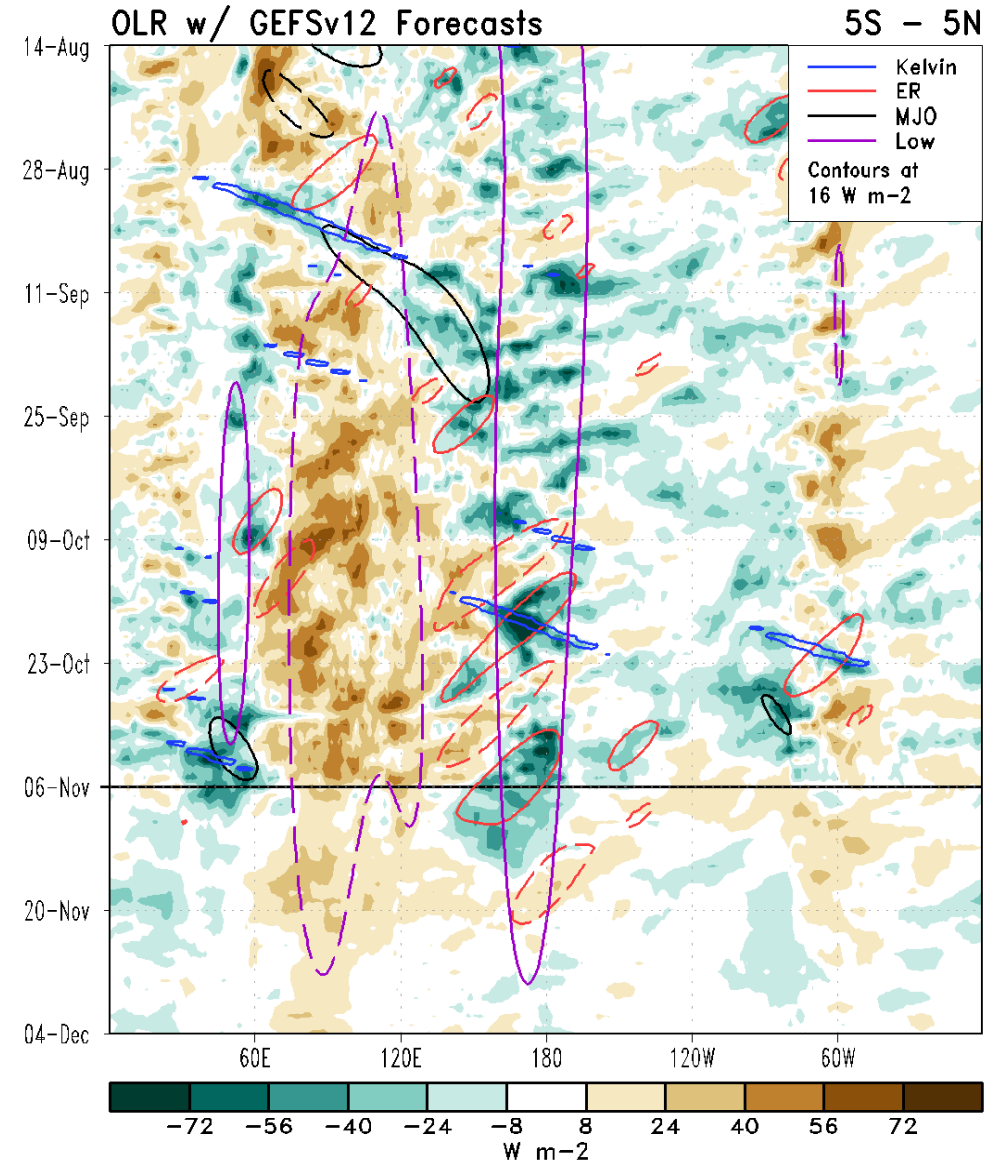 OLR w/ GEFSv12 Forecasts 5S - 5N
14-Aug
28-Aug
11-Sep
25-Sep
09-Oct
23-Oct
06-Nov
20-Nov
04-Dec
Kelvin
ER
MJO
Low
Contours at
16 W m-2
60E 120E 180 120W 60W
-72 -56 -40 -24 -8 8 24 40 56 72
W m-2